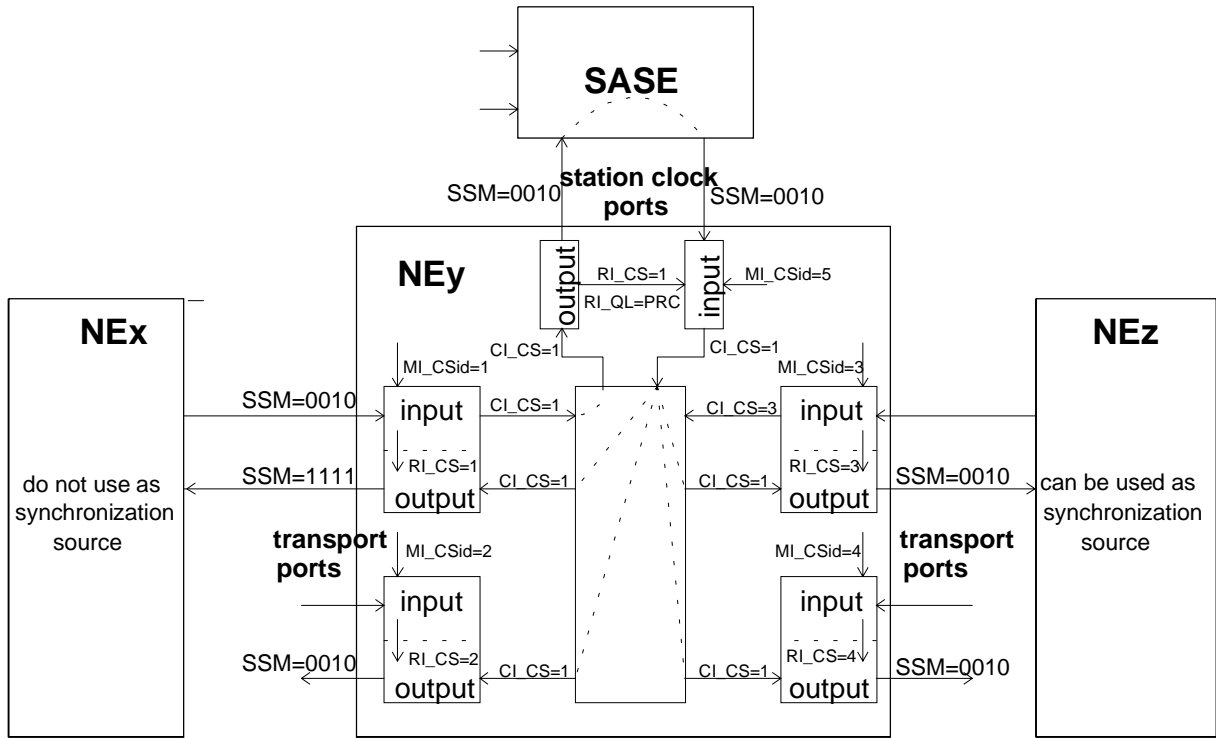 SASE
station clock
ports
SSM=0010
SSM=0010
NEy
output
RI_CS=1
RI_QL=PRC
input
MI_CSid=5
CI_CS=1
CI_CS=1
NEx
do not use as
synchronization
source
NEz
can be used as
synchronization
source
MI_CSid=1
SSM=0010
input
CI_CS=1
RI_CS=1
SSM=1111
output
CI_CS=1
MI_CSid=3
CI_CS=3
input
RI_CS=3
CI_CS=1
output
SSM=0010
transport
ports
MI_CSid=2
input
RI_CS=2
SSM=0010
output
CI_CS=1
MI_CSid=4
transport
ports
input
RI_CS=4
CI_CS=1
output
SSM=0010